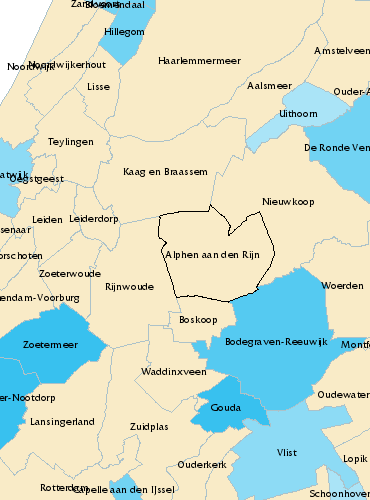 Zandvoort
Bloemendaal
Hillegom
Amstelveen
Haarlemmermeer
Noordwijkerhout
Noordwijk
Lisse
Aalsmeer
Ouder-A
Uithoorn
Teylingen
De Ronde Ven
Kaag en Braassem
atwijk
Oegstgeest
Nieuwkoop
Leiden
Leiderdorp
ssenaar
Alphen aan den Rijn
orschoten
Zoeterwoude
Rijnwoude
Woerden
endam-Voorburg
Boskoop
Zoetermeer
Bodegraven-Reeuwijk
Montf
Waddinxveen
er-Nootdorp
Oudewater
Gouda
Lansingerland
Zuidplas
Vlist
Lopik
Ouderkerk
Rotterdam
Capelle aan den IJssel
Schoonhoven